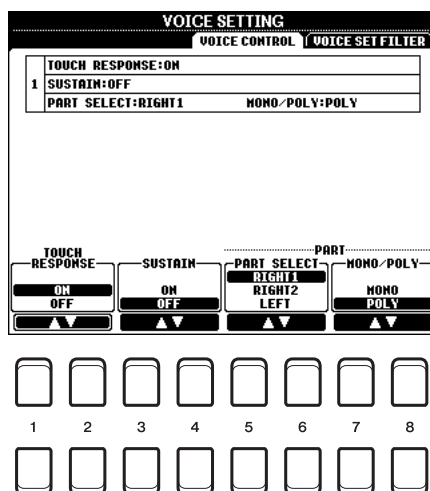 VOICE SETTING
VOICE CONTROL VOICE SET FILTER
TOUCH RESPONSE:ON
1 SUSTAIN:OFF
PART SELECT:RIGHT1 MONO/POLY:POLY
PART
TOUCH RESPONSE SUSTAIN PART SELECT MONO/POLY
RIGHT1
ON ON RIGHT2 MONO
OFF OFF LEFT POLY
▲▼ ▲▼ ▲▼ ▲▼
1 2 3 4 5 6 7 8